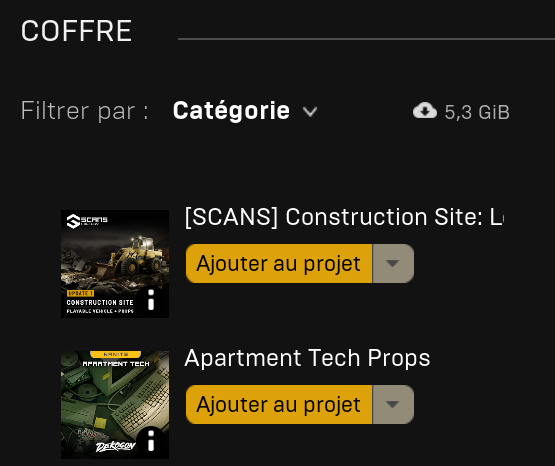 COFFRE
Filtrer par : Catégorie
5,3 GiB
[SCANS] Construction Site: L
SCANS
UPDATE 1
CONSTRUCTION SITE
PLAYABLE VEHICLE + PROPS
Ajouter au projet
Apartment Tech Props
NANITE
APARTMENT TECH
DEKOGON
Ajouter au projet